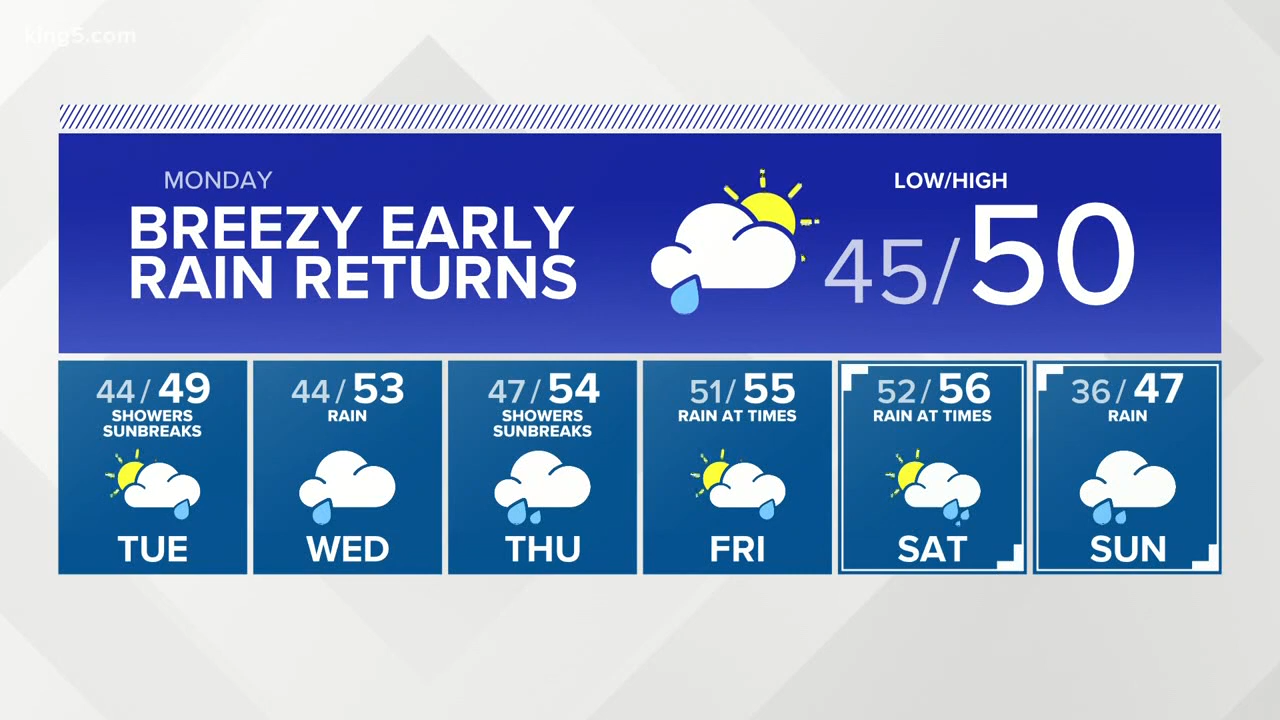 king5.com
MONDAY
BREEZY EARLY
RAIN RETURNS
LOW/HIGH
45/50
44/49
SHOWERS
SUNBREAKS
TUE
44/53
RAIN
WED
47/54
SHOWERS
SUNBREAKS
THU
51/55
RAIN AT TIMES
FRI
52/56
RAIN AT TIMES
SAT
36/47
RAIN
SUN